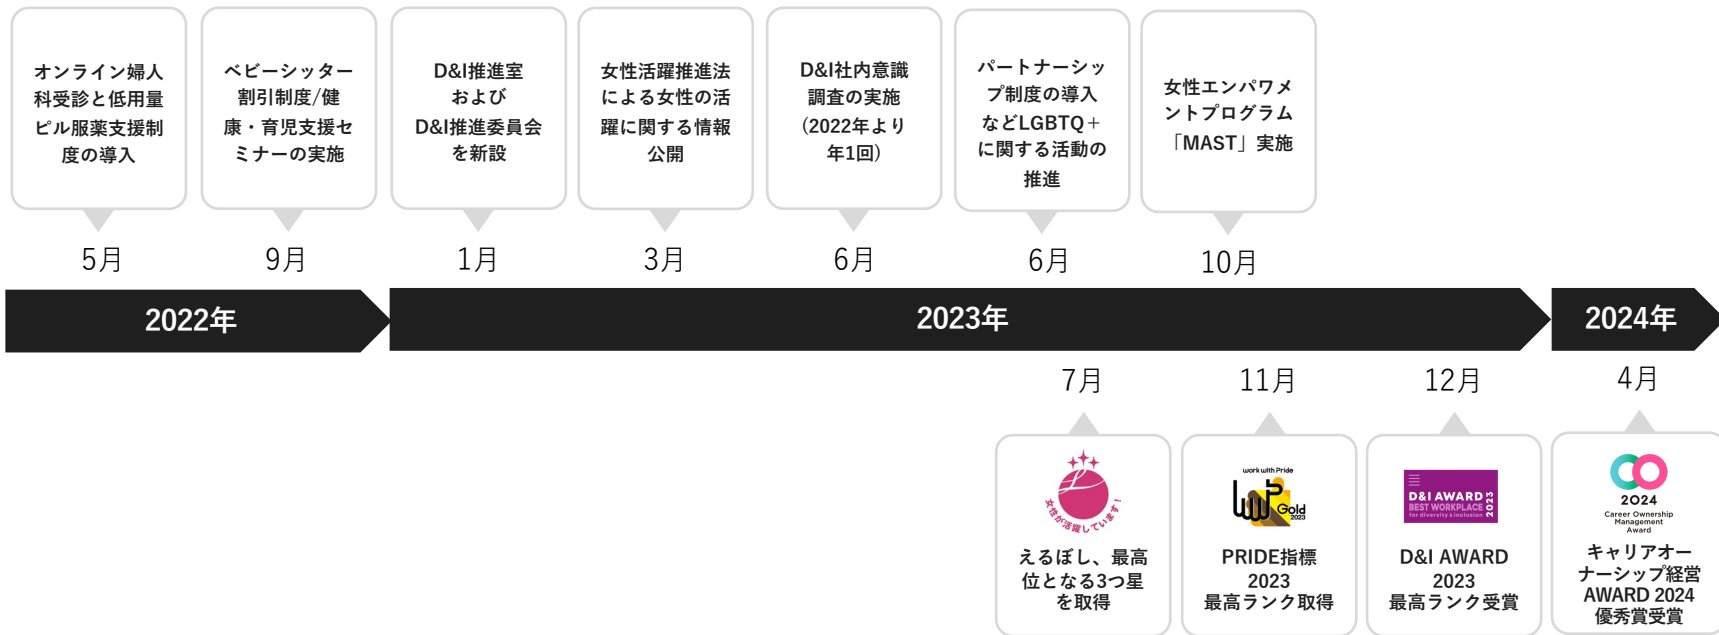 オンライン婦人
科受診と低用量
ピル服薬支援制
度の導入
ベビーシッター
割引制度/健
康・育児支援セ
ミナーの実施
D&I推進室
および
D&I推進委員会
を新設
女性活躍推進法
による女性の活
躍に関する情報
公開
D&I社内意識
調査の実施
(2022年より
年1回)
パートナーシッ
プ制度の導入
などLGBTQ＋
に関する活動の
推進
女性エンパワメ
ントプログラム
「MAST」実施
5月
9月
1月
3月
6月
6月
10月
2022年
2023年
2024年
7月
11月
12月
4月
女性が活躍しています！
えるぼし、最高
位となる3つ星
を取得
work with Pride
Gold
2023
PRIDE指標
2023
最高ランク取得
D&I AWARD
BEST WORKPLACE
for diversity & inclusion
2023
D&I AWARD
2023
最高ランク受賞
2024
Career Ownership
Management
Award
キャリアオー
ナーシップ経営
AWARD 2024
優秀賞受賞